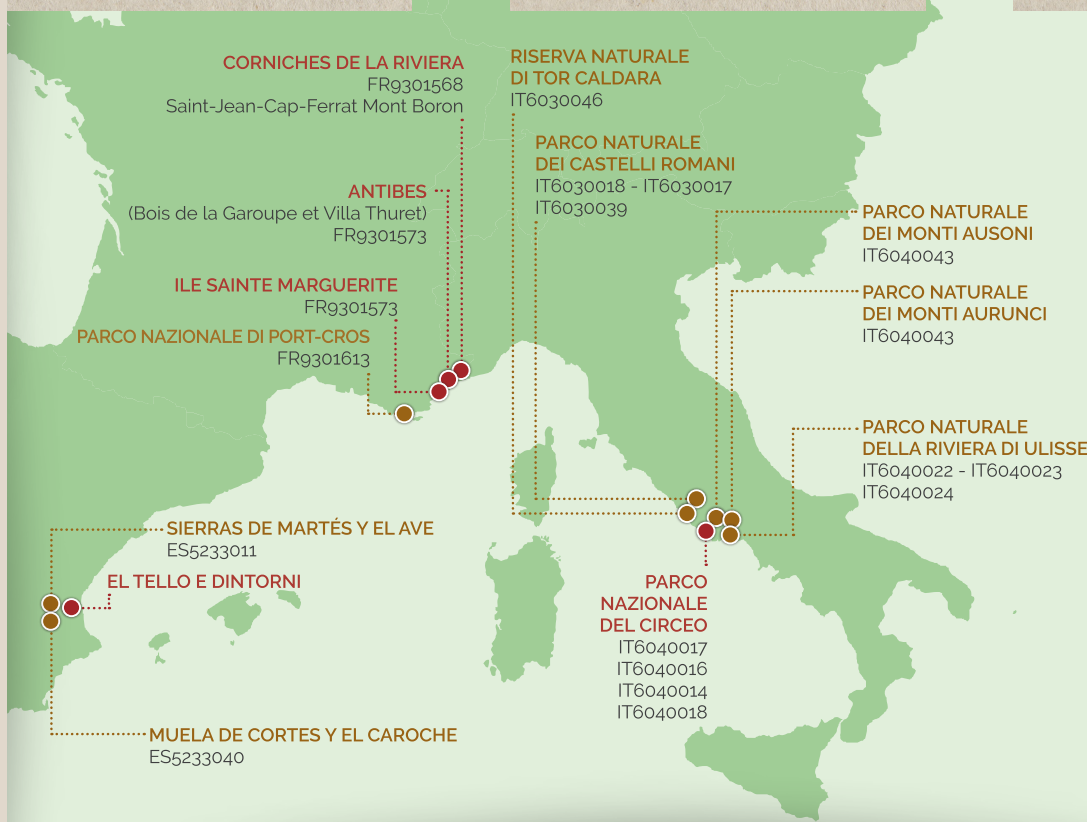 CORNICHES DE LA RIVIERA
FR9301568
Saint-Jean-Cap-Ferrat Mont Boron
RISERVA NATURALE
DI TOR CALDARA
IT6030046
PARCO NATURALE
DEI CASTELLI ROMANI
IT6030018 - IT6030017
IT6030039
ANTIBES
(Bois de la Garoupe et Villa Thuret)
FR9301573
PARCO NATURALE
DEI MONTI AUSONI
IT6040043
ILE SAINTE MARGUERITE
FR9301573
PARCO NATURALE
DEI MONTI AURUNCI
IT6040043
PARCO NAZIONALE DI PORT-CROS
FR9301613
PARCO NATURALE
DELLA RIVIERA DI ULISSE
IT6040022 - IT6040023
IT6040024
SIERRAS DE MARTÉS Y EL AVE
ES5233011
EL TELLO E DINTORNI
PARCO
NAZIONALE
DEL CIRCEO
IT6040017
IT6040016
IT6040014
IT6040018
MUELA DE CORTES Y EL CAROCHE
ES5233040